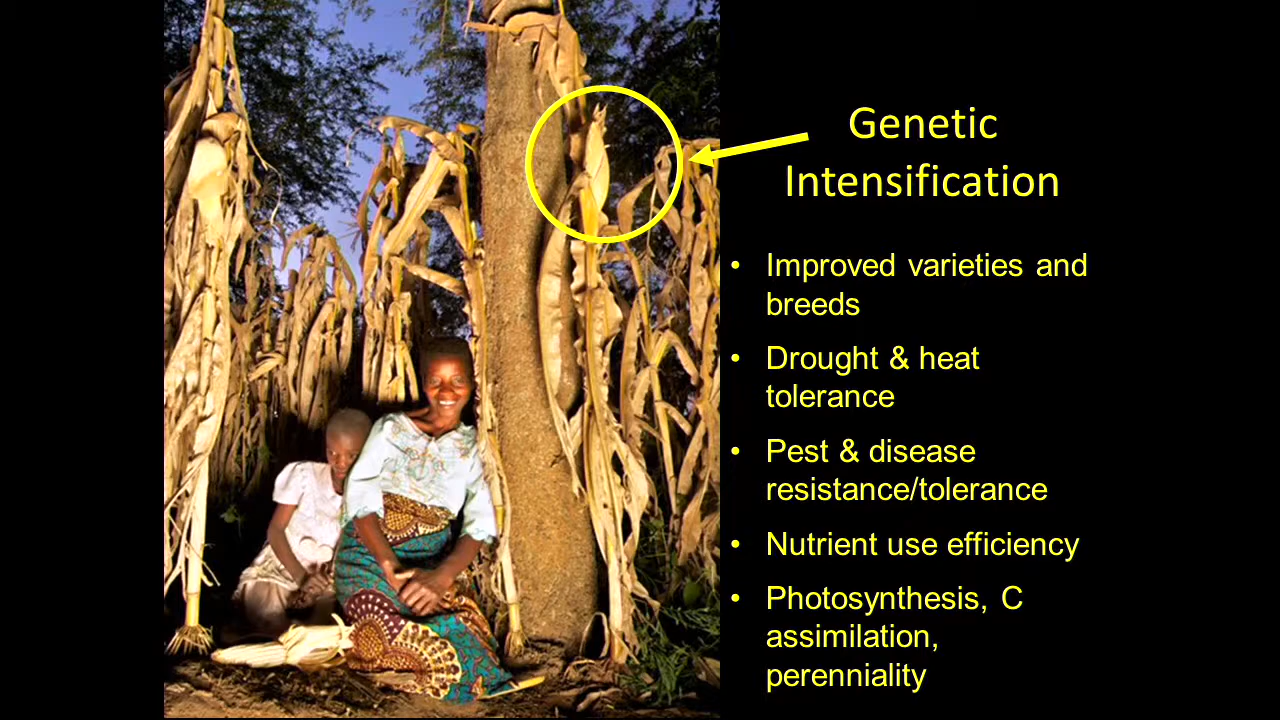 Genetic
Intensification
• Improved varieties and
breeds
• Drought & heat
tolerance
• Pest & disease
resistance/tolerance
• Nutrient use efficiency
• Photosynthesis, C
assimilation,
perenniality